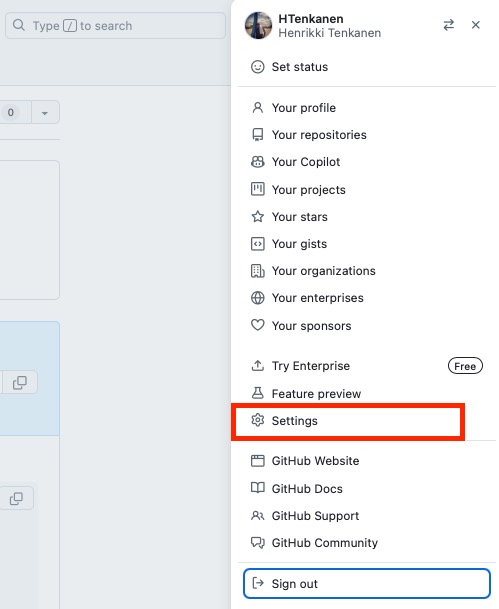 Type / to search
HTenkanen
Henrikki Tenkanen
Set status
0
Your profile
Your repositories
Your Copilot
Your projects
Your stars
Your gists
Your organizations
Your enterprises
Your sponsors
Try Enterprise Free
Feature preview
Settings
GitHub Website
GitHub Docs
GitHub Support
GitHub Community
Sign out